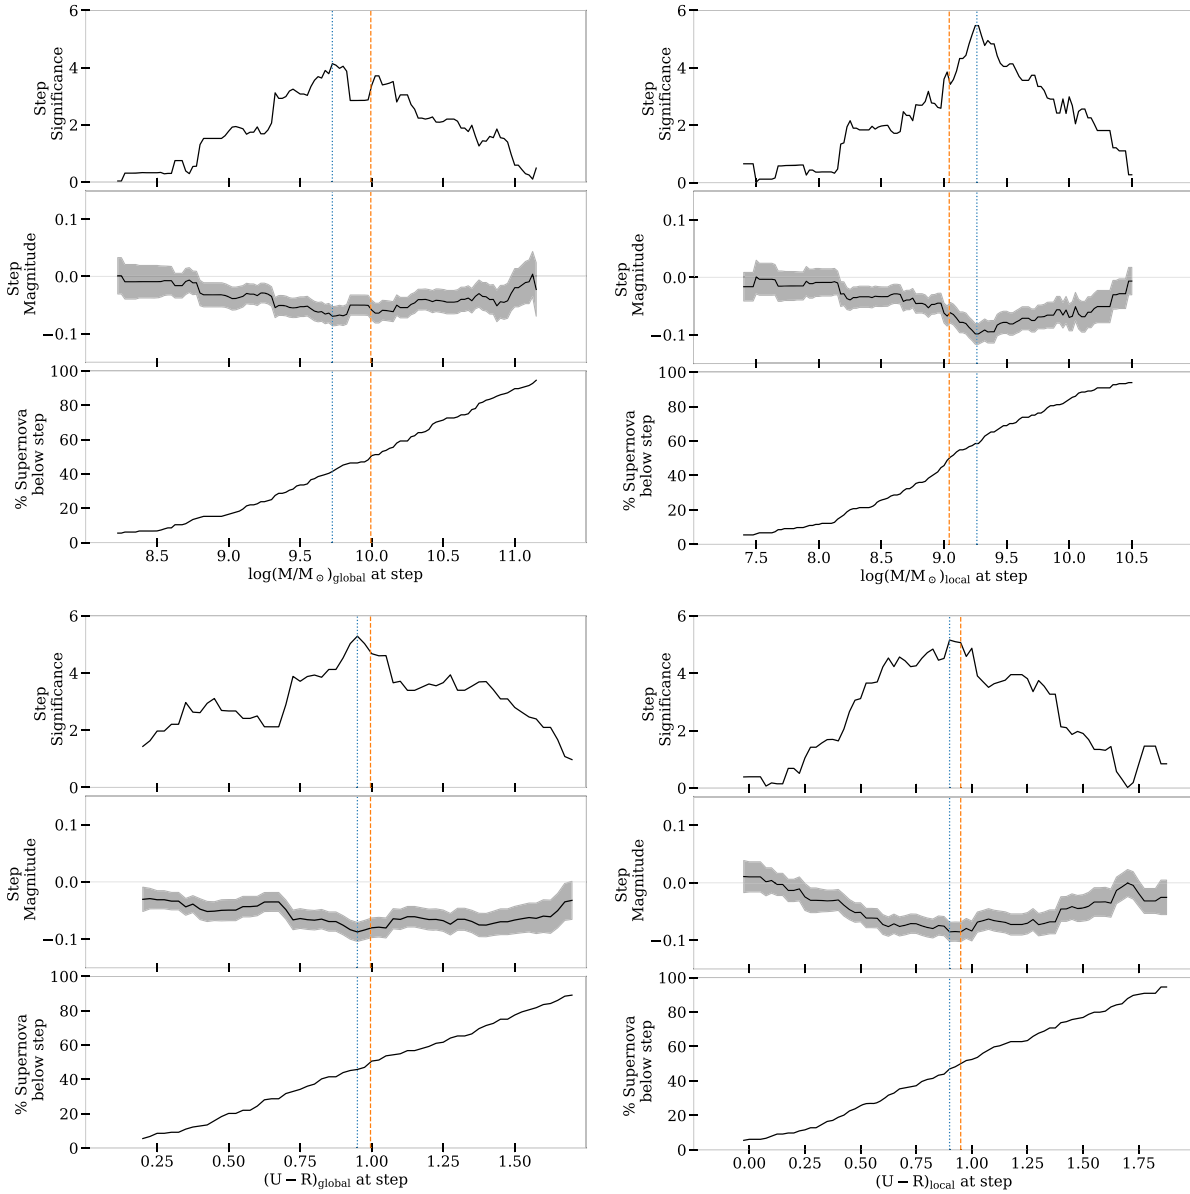 6
4
2
0
Step
Significance
0.1
0.0
−0.1
Step
Magnitude
100
80
60
40
20
0
% Supernova
below step
8.5 9.0 9.5 10.0 10.5 11.0
log(M/M⊙)global at step
6
4
2
0
Step
Significance
0.1
0.0
−0.1
Step
Magnitude
100
80
60
40
20
0
% Supernova
below step
7.5 8.0 8.5 9.0 9.5 10.0 10.5
log(M/M⊙)local at step
6
4
2
0
Step
Significance
0.1
0.0
−0.1
Step
Magnitude
100
80
60
40
20
0
% Supernova
below step
0.25 0.50 0.75 1.00 1.25 1.50
(U − R)global at step
6
4
2
0
Step
Significance
0.1
0.0
−0.1
Step
Magnitude
100
80
60
40
20
0
% Supernova
below step
0.00 0.25 0.50 0.75 1.00 1.25 1.50 1.75
(U − R)local at step